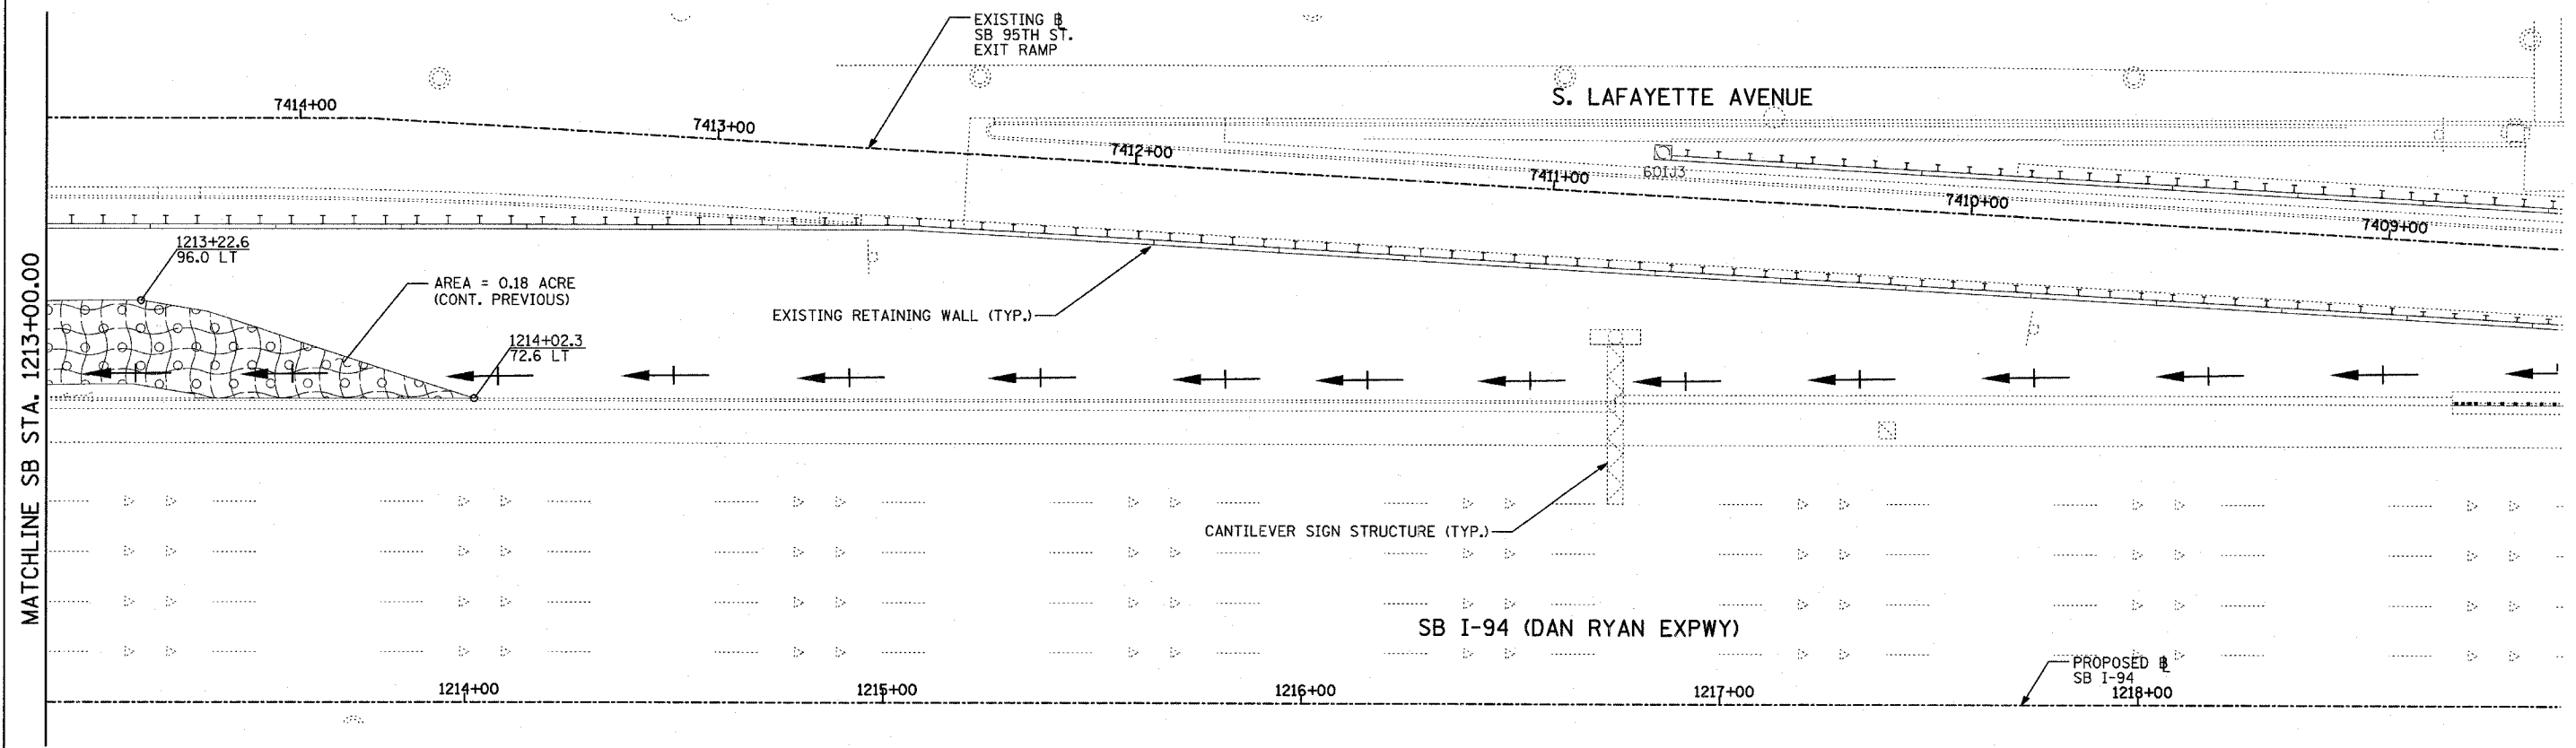 EXISTING B
SB 95TH ST.
EXIT RAMP
7414+00
7413+00
S. LAFAYETTE AVENUE
7412+00
7411+00
601J3
7410+00
7409+00
1213+22.6
96.0 LT
AREA = 0.18 ACRE
(CONT. PREVIOUS)
EXISTING RETAINING WALL (TYP.)
1214+02.3
72.6 LT
MATCHLINE SB STA. 1213+00.00
CANTILEVER SIGN STRUCTURE (TYP.)
SB I-94 (DAN RYAN EXPWY)
PROPOSED B
SB I-94
1214+00
1215+00
1216+00
1217+00
1218+00